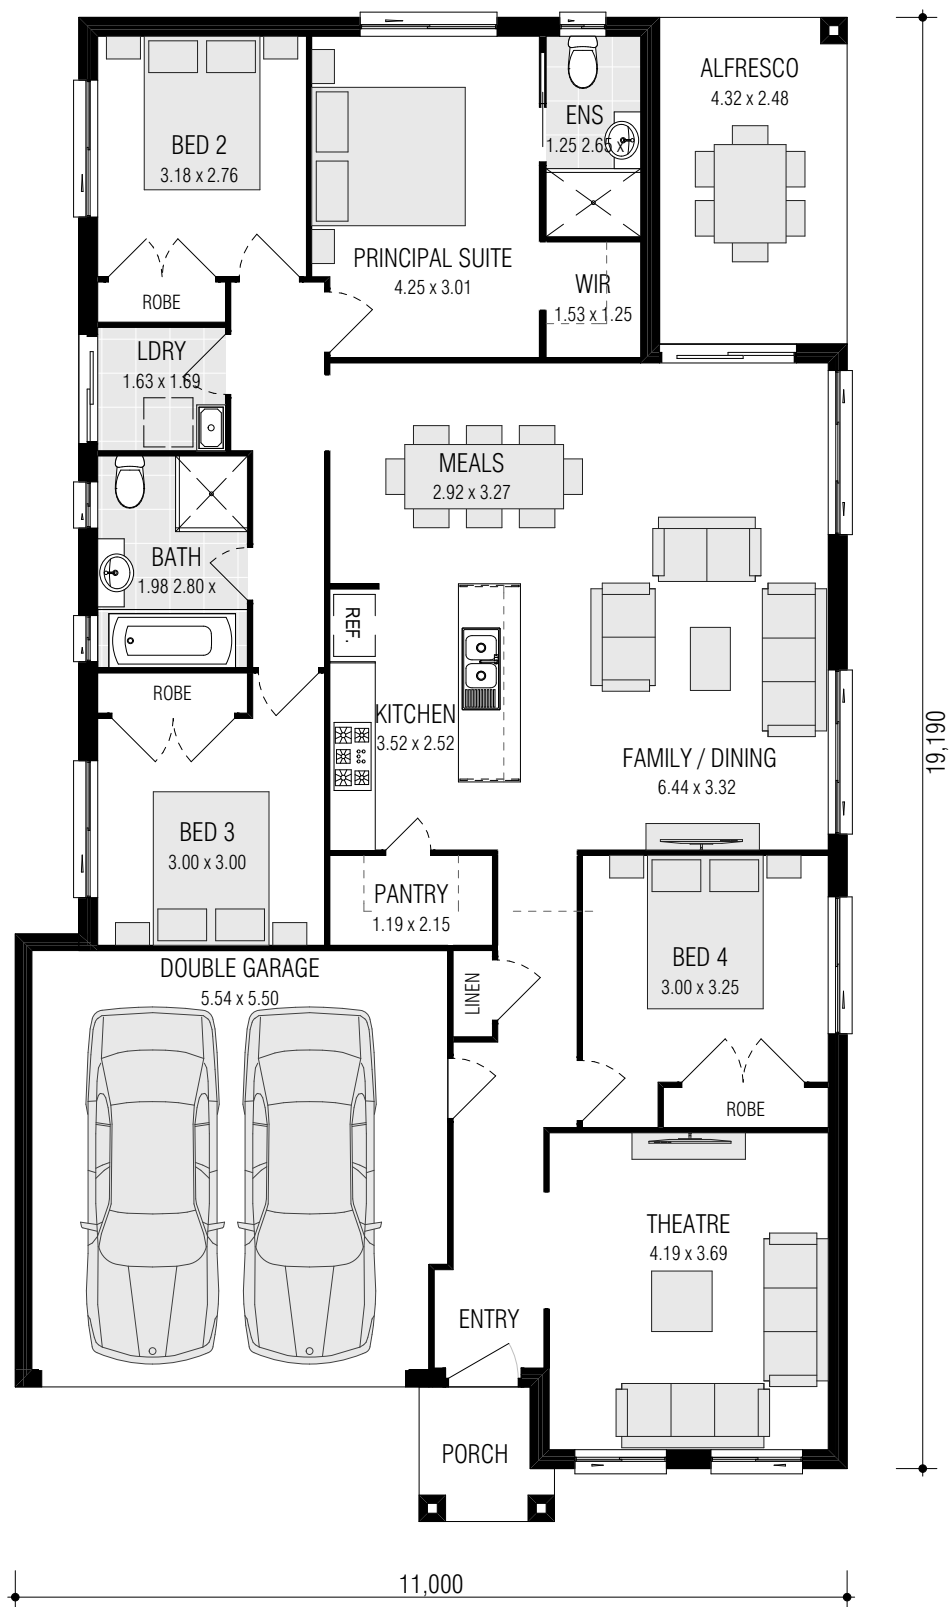 ALFRESCO
4.32 x 2.48
BED 2
3.18 x 2.76
ENS
1.25 2.65 x
PRINCIPAL SUITE
4.25 x 3.01
WIR
1.53 x 1.25
ROBE
LDRY
1.63 x 1.69
MEALS
2.92 x 3.27
BATH
1.98 2.80 x
REF.
ROBE
KITCHEN
3.52 x 2.52
FAMILY / DINING
6.44 x 3.32
19,190
BED 3
3.00 x 3.00
PANTRY
1.19 x 2.15
BED 4
3.00 x 3.25
DOUBLE GARAGE
5.54 x 5.50
LINEN
ROBE
THEATRE
4.19 x 3.69
ENTRY
PORCH
11,000